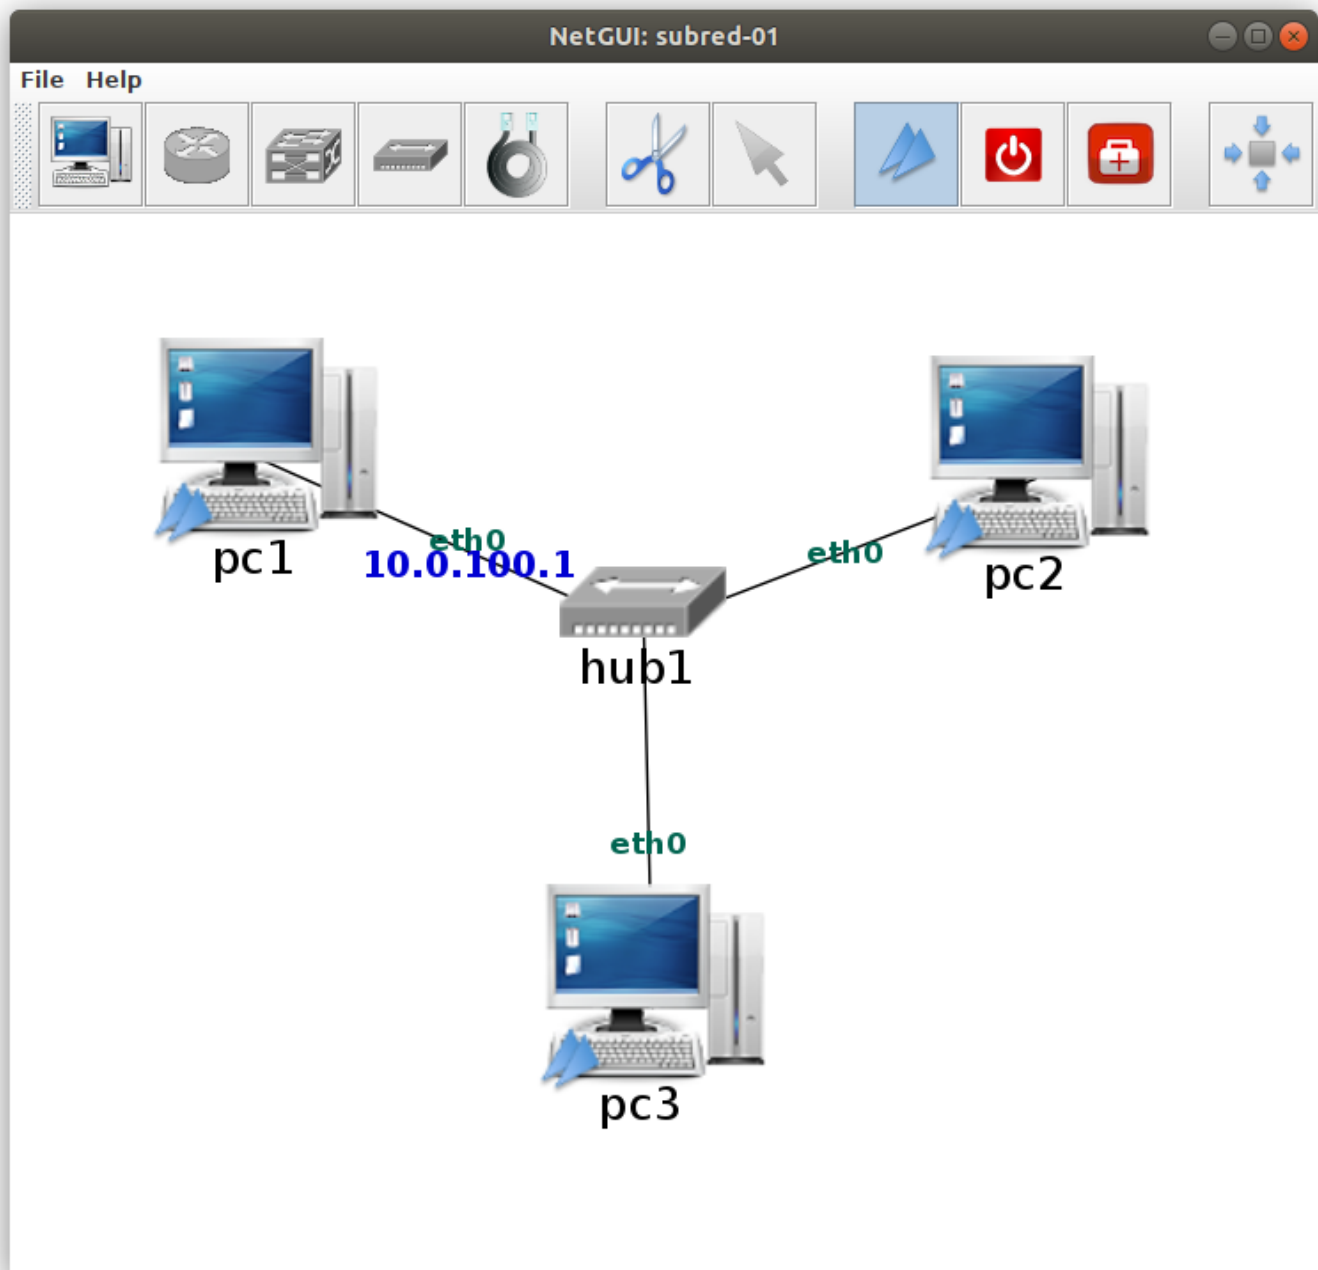 NetGUI: subred-01
File Help
pc1
eth0
10.0.100.1
eth0
pc2
hub1
eth0
pc3